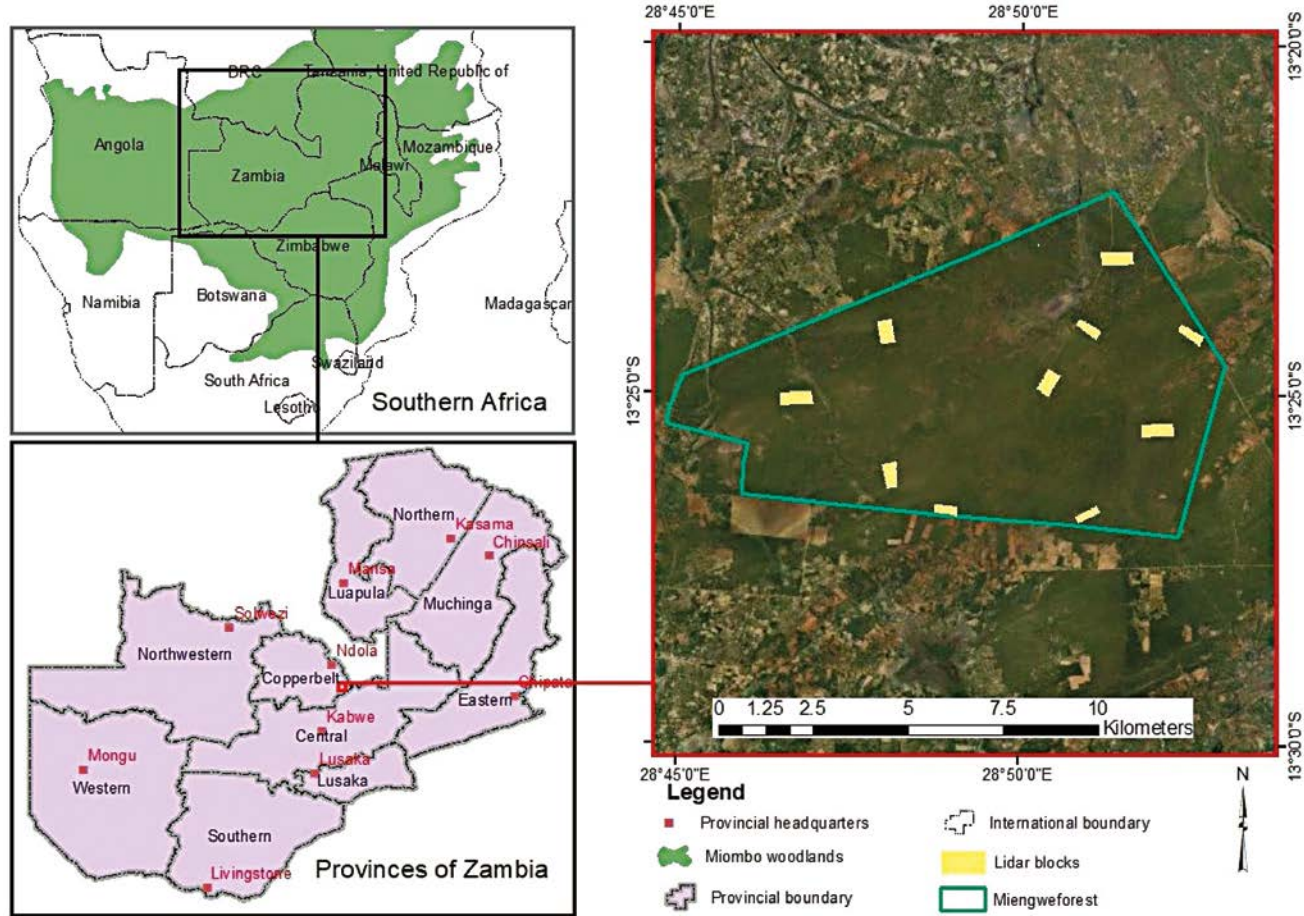 DRC
Tanzania, United Republic of
Angola
Mozambique
Malawi
Zambia
Zimbabwe
Namibia
Botswana
Madagascar
Swaziland
South Africa
Lesotho
Southern Africa
Northern
Kasama
Chinsali
Mansa
Luapula
Muchinga
Solwezi
Northwestern
Ndola
Copperbelt
Chipata
Eastern
Kabwe
Central
Mongu
Lusaka
Western
Lusaka
Southern
Livingstone
Provinces of Zambia
28°45'0"E 28°50'0"E
13°20'0"S
13°25'0"S 13°25'0"S
0 1.25 2.5 5 7.5 10
Kilometers
13°30'0"S
28°45'0"E 28°50'0"E
N
Legend
Provincial headquarters
International boundary
Miombo woodlands
Lidar blocks
Provincial boundary
Miengweforest